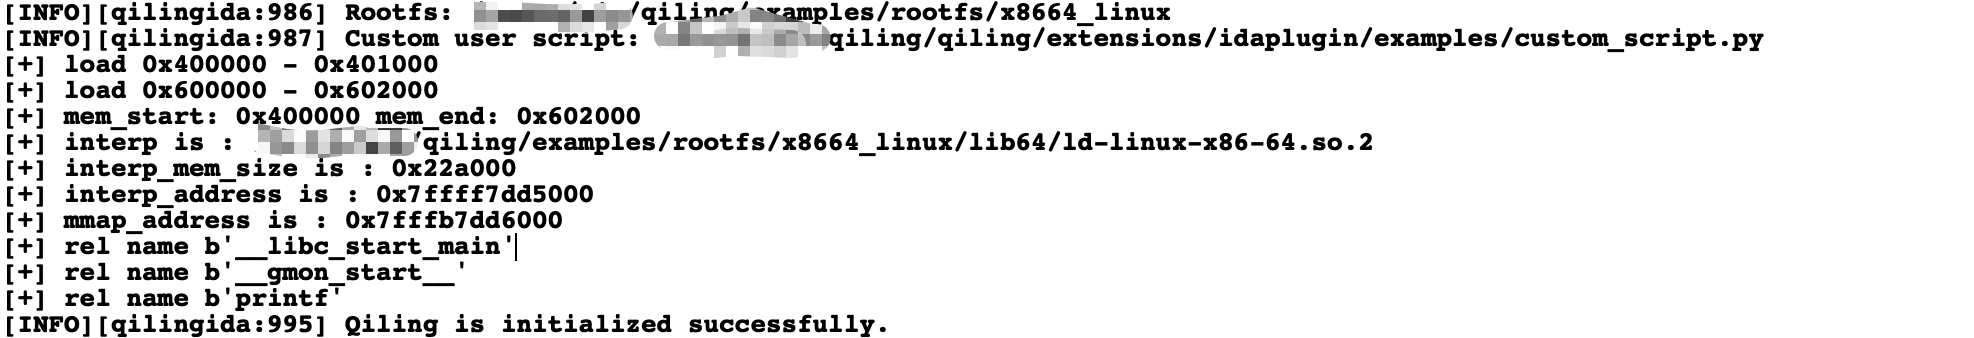 [INFO][qilingida:986] Rootfs: /qiling/examples/rootfs/x8664_linux
[INFO][qilingida:987] Custom user script: qiling/qiling/extensions/idaplugin/examples/custom_script.py
[+] load 0x400000 - 0x401000
[+] load 0x600000 - 0x602000
[+] mem_start: 0x400000 mem_end: 0x602000
[+] interp is : /qiling/examples/rootfs/x8664_linux/lib64/ld-linux-x86-64.so.2
[+] interp_mem_size is : 0x22a000
[+] interp_address is : 0x7ffff7dd5000
[+] mmap_address is : 0x7fffb7dd6000
[+] rel name b'__libc_start_main'
[+] rel name b'__gmon_start__'
[+] rel name b'printf'
[INFO][qilingida:995] Qiling is initialized successfully.